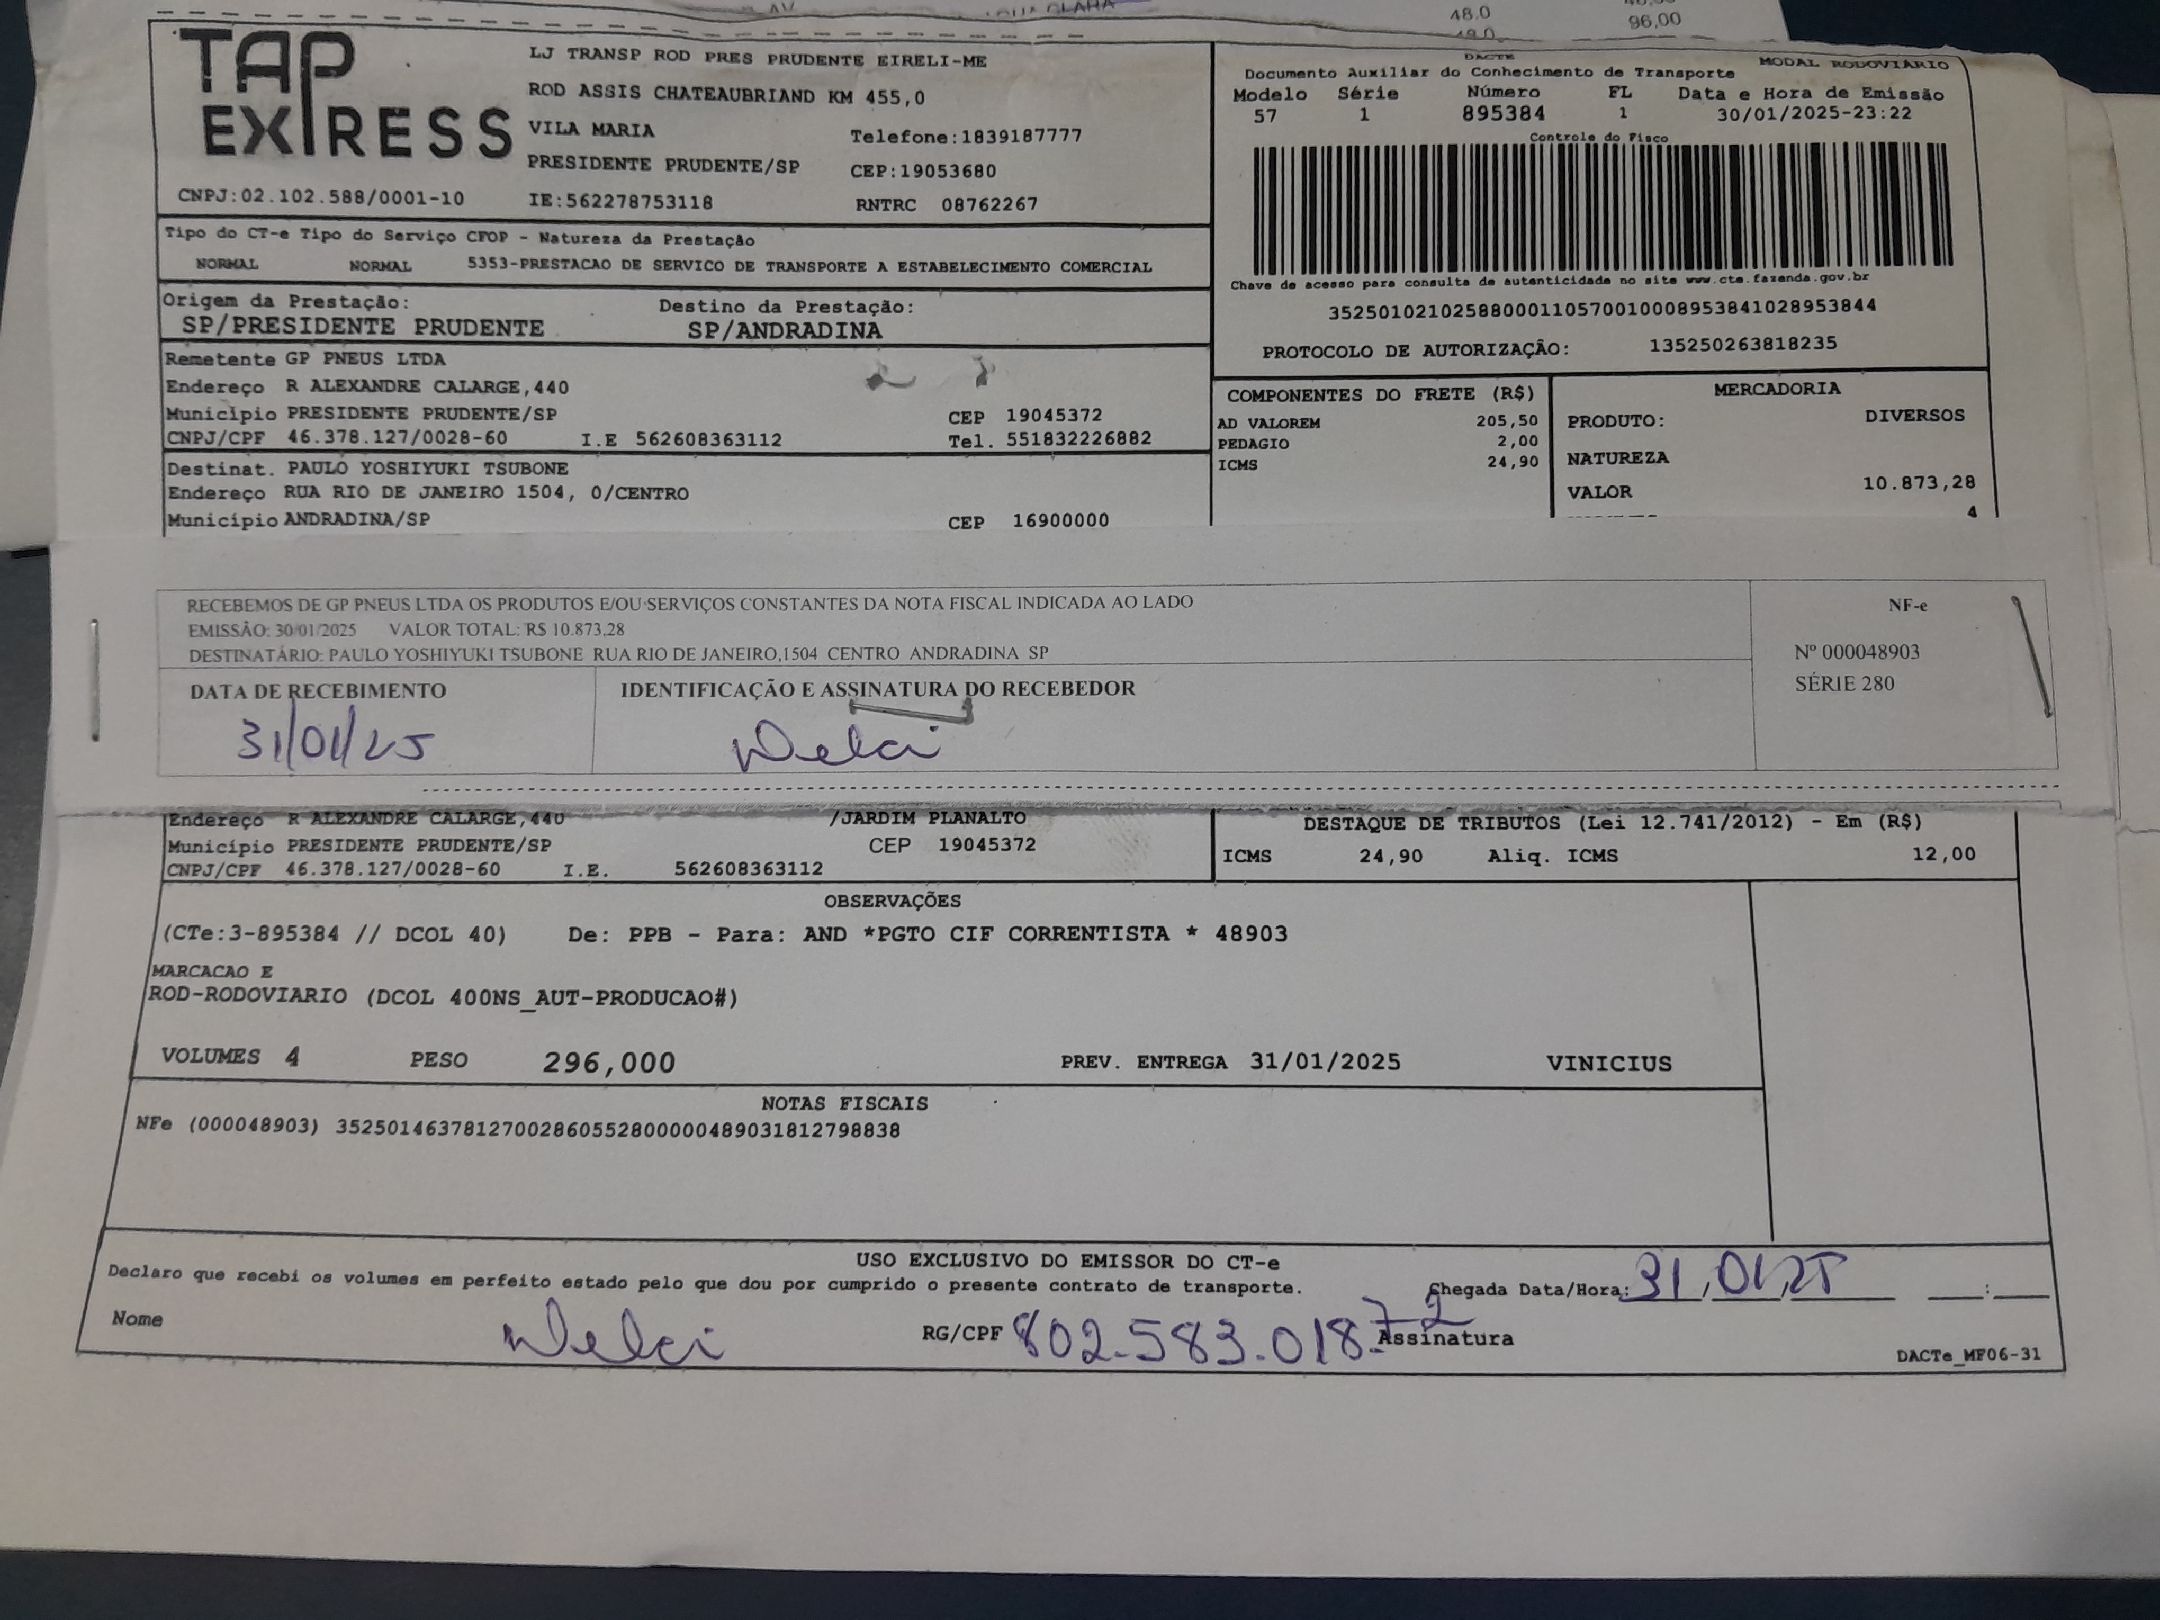 48.0
96,00
TAP EXPRESS
LJ TRANSP ROD PRES PRUDENTE EIRELI-ME
ROD ASSIS CHATEAUBRIAND KM 455,0
VILA MARIA Telefone:1839187777
PRESIDENTE PRUDENTE/SP CEP:19053680
CNPJ:02.102.588/0001-10 IE:562278753118 RNTRC 08762267
DACTE MODAL RODOVIÁRIO
Documento Auxiliar do Conhecimento de Transporte
Modelo Série Número FL Data e Hora de Emissão
57 1 895384 1 30/01/2025-23:22
Controle do Fisco
Chave de acesso para consulta de autenticidade no site www.cte.fazenda.gov.br
35250102102588000110570010008953841028953844
PROTOCOLO DE AUTORIZAÇÃO: 135250263818235
Tipo do CT-e Tipo do Serviço CFOP - Natureza da Prestação
NORMAL NORMAL 5353-PRESTACAO DE SERVICO DE TRANSPORTE A ESTABELECIMENTO COMERCIAL
Origem da Prestação: Destino da Prestação:
SP/PRESIDENTE PRUDENTE SP/ANDRADINA
Remetente GP PNEUS LTDA
Endereço R ALEXANDRE CALARGE,440
Município PRESIDENTE PRUDENTE/SP CEP 19045372
CNPJ/CPF 46.378.127/0028-60 I.E 562608363112 Tel. 551832226882
Destinat. PAULO YOSHIYUKI TSUBONE
Endereço RUA RIO DE JANEIRO 1504, 0/CENTRO
Município ANDRADINA/SP CEP 16900000
COMPONENTES DO FRETE (R$)
AD VALOREM 205,50
PEDAGIO 2,00
ICMS 24,90
MERCADORIA
PRODUTO: DIVERSOS
NATUREZA
VALOR 10.873,28
4
RECEBEMOS DE GP PNEUS LTDA OS PRODUTOS E/OU SERVIÇOS CONSTANTES DA NOTA FISCAL INDICADA AO LADO
EMISSÃO: 30/01/2025 VALOR TOTAL: R$ 10.873,28
DESTINATÁRIO: PAULO YOSHIYUKI TSUBONE RUA RIO DE JANEIRO,1504 CENTRO ANDRADINA SP
NF-e
Nº 000048903
SÉRIE 280
DATA DE RECEBIMENTO IDENTIFICAÇÃO E ASSINATURA DO RECEBEDOR
31/01/25 Delci
Endereço R ALEXANDRE CALARGE,440 /JARDIM PLANALTO
Município PRESIDENTE PRUDENTE/SP CEP 19045372
CNPJ/CPF 46.378.127/0028-60 I.E. 562608363112
DESTAQUE DE TRIBUTOS (Lei 12.741/2012) - Em (R$)
ICMS 24,90 Aliq. ICMS 12,00
OBSERVAÇÕES
(CTe:3-895384 // DCOL 40) De: PPB - Para: AND *PGTO CIF CORRENTISTA * 48903
MARCACAO E
ROD-RODOVIARIO (DCOL 400NS_AUT-PRODUCAO#)
VOLUMES 4 PESO 296,000 PREV. ENTREGA 31/01/2025 VINICIUS
NOTAS FISCAIS
NFe (000048903) 35250146378127002860552800000489031812798838
USO EXCLUSIVO DO EMISSOR DO CT-e
Declaro que recebi os volumes em perfeito estado pelo que dou por cumprido o presente contrato de transporte. Chegada Data/Hora: 31,01,25 :
Nome Delci RG/CPF 802.583.018-72 Assinatura
DACTe_MF06-31